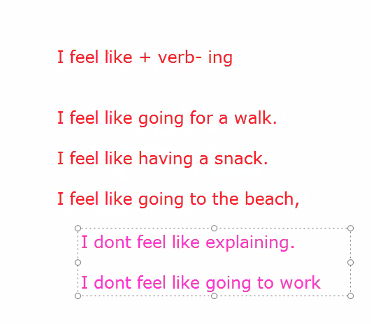 I feel like + verb- ing
I feel like going for a walk.
I feel like having a snack.
I feel like going to the beach,
I dont feel like explaining.
I dont feel like going to work